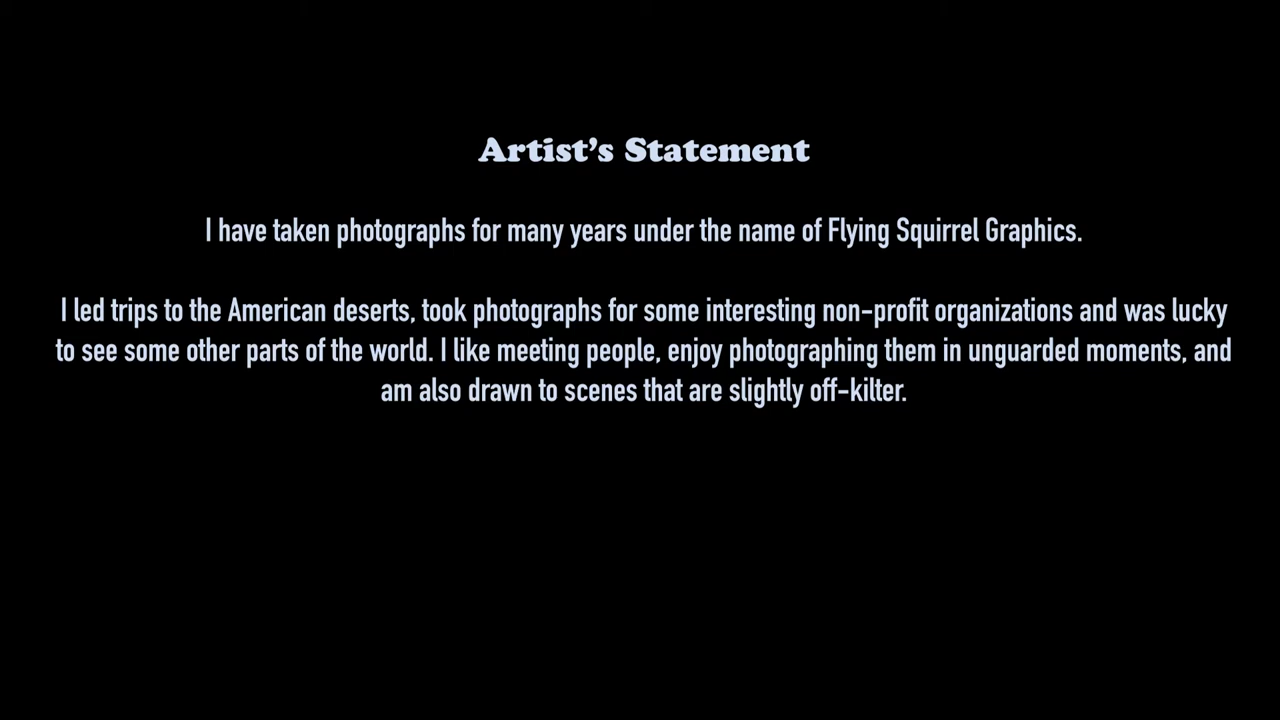 Artist’s Statement
I have taken photographs for many years under the name of Flying Squirrel Graphics.
I led trips to the American deserts, took photographs for some interesting non-profit organizations and was lucky
to see some other parts of the world. I like meeting people, enjoy photographing them in unguarded moments, and
am also drawn to scenes that are slightly off-kilter.